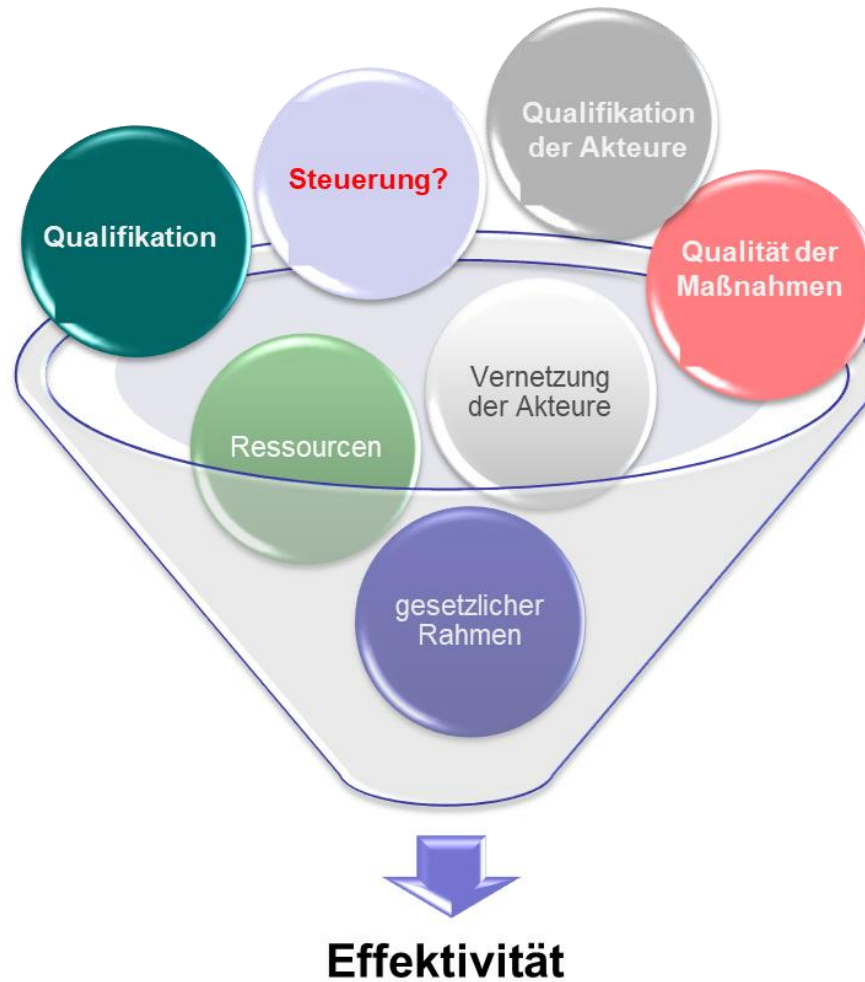 Qualifikation
der Akteure
Steuerung?
Qualifikation
Qualität der
Maßnahmen
Vernetzung
der Akteure
Ressourcen
gesetzlicher
Rahmen
Effektivität